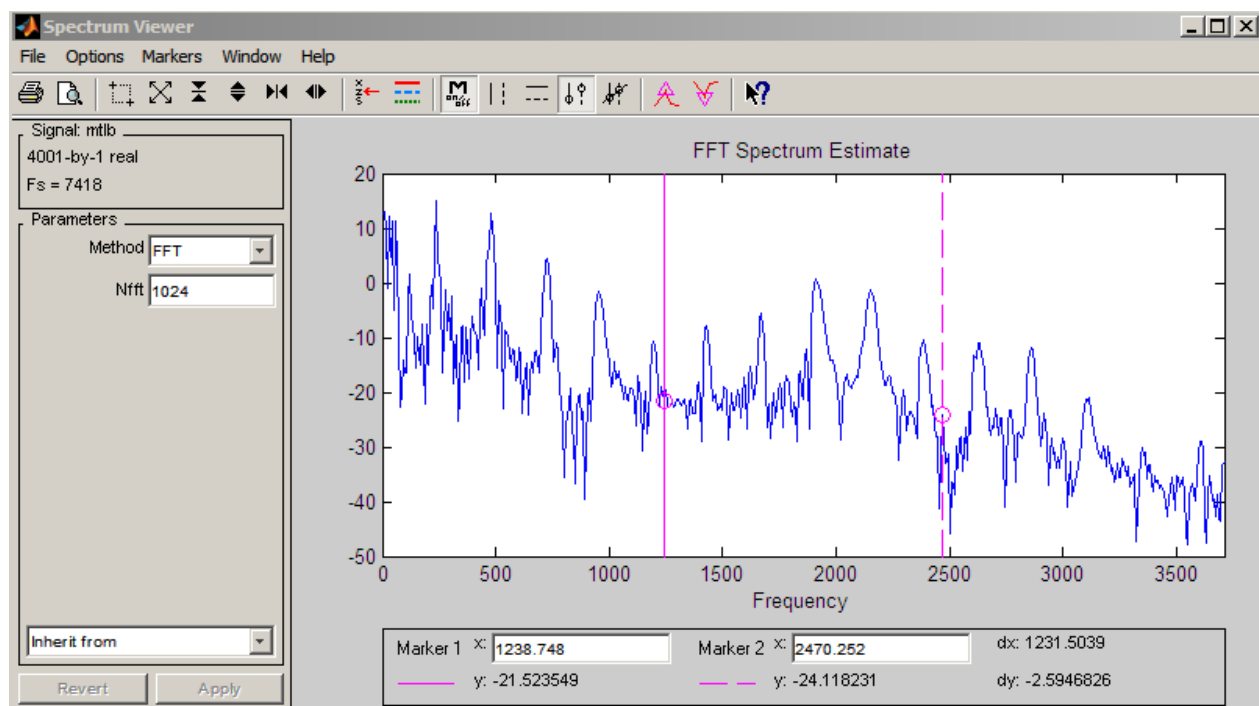 Spectrum Viewer
File Options Markers Window Help
Signal: mtlb
4001-by-1 real
Fs = 7418
Parameters
Method FFT
Nfft 1024
Inherit from
Revert Apply
FFT Spectrum Estimate
20
10
0
-10
-20
-30
-40
-50
0 500 1000 1500 2000 2500 3000 3500
Frequency
Marker 1 x: 1238.748 Marker 2 x: 2470.252 dx: 1231.5039
y: -21.523549 y: -24.118231 dy: -2.5946826